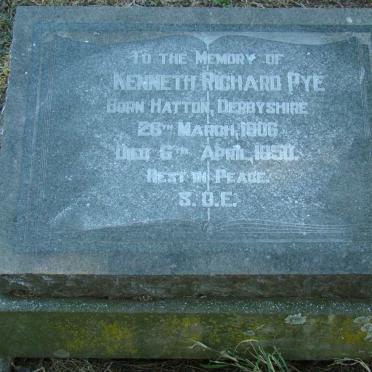 To the Memory of
Kenneth Richard Pye
Born Hatton, Derbyshire
26th March, 1906
Died 6th April, 1950.
Rest in Peace.
S.O.E.